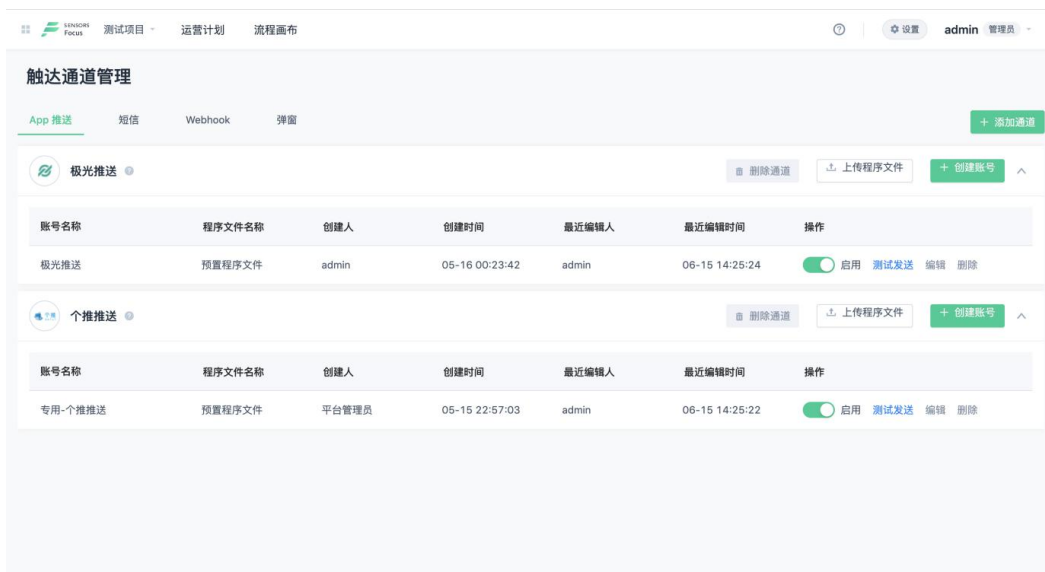 SENSORS Focus 测试项目 运营计划 流程画布 设置 admin 管理员
触达通道管理
App 推送 短信 Webhook 弹窗 + 添加通道
极光推送 删除通道 上传程序文件 + 创建账号
账号名称 程序文件名称 创建人 创建时间 最近编辑人 最近编辑时间 操作
极光推送 预置程序文件 admin 05-16 00:23:42 admin 06-15 14:25:24 启用 测试发送 编辑 删除
个推 个推推送 删除通道 上传程序文件 + 创建账号
账号名称 程序文件名称 创建人 创建时间 最近编辑人 最近编辑时间 操作
专用-个推推送 预置程序文件 平台管理员 05-15 22:57:03 admin 06-15 14:25:22 启用 测试发送 编辑 删除